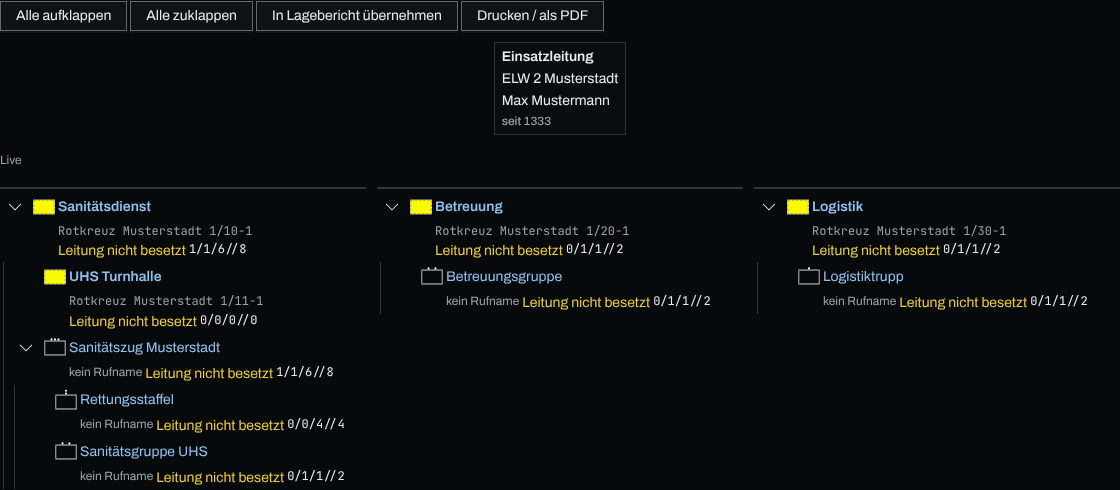 Alle aufklappen
Alle zuklappen
In Lagebericht übernehmen
Drucken / als PDF
Einsatzleitung
ELW 2 Musterstadt
Max Mustermann
seit 1333
Live
Sanitätsdienst
Rotkreuz Musterstadt 1/10-1
Leitung nicht besetzt 1/1/6//8
UHS Turnhalle
Rotkreuz Musterstadt 1/11-1
Leitung nicht besetzt 0/0/0//0
Sanitätszug Musterstadt
kein Rufname Leitung nicht besetzt 1/1/6//8
Rettungsstaffel
kein Rufname Leitung nicht besetzt 0/0/4//4
Sanitätsgruppe UHS
kein Rufname Leitung nicht besetzt 0/1/1//2
Betreuung
Rotkreuz Musterstadt 1/20-1
Leitung nicht besetzt 0/1/1//2
Betreuungsgruppe
kein Rufname Leitung nicht besetzt 0/1/1//2
Logistik
Rotkreuz Musterstadt 1/30-1
Leitung nicht besetzt 0/1/1//2
Logistiktrupp
kein Rufname Leitung nicht besetzt 0/1/1//2